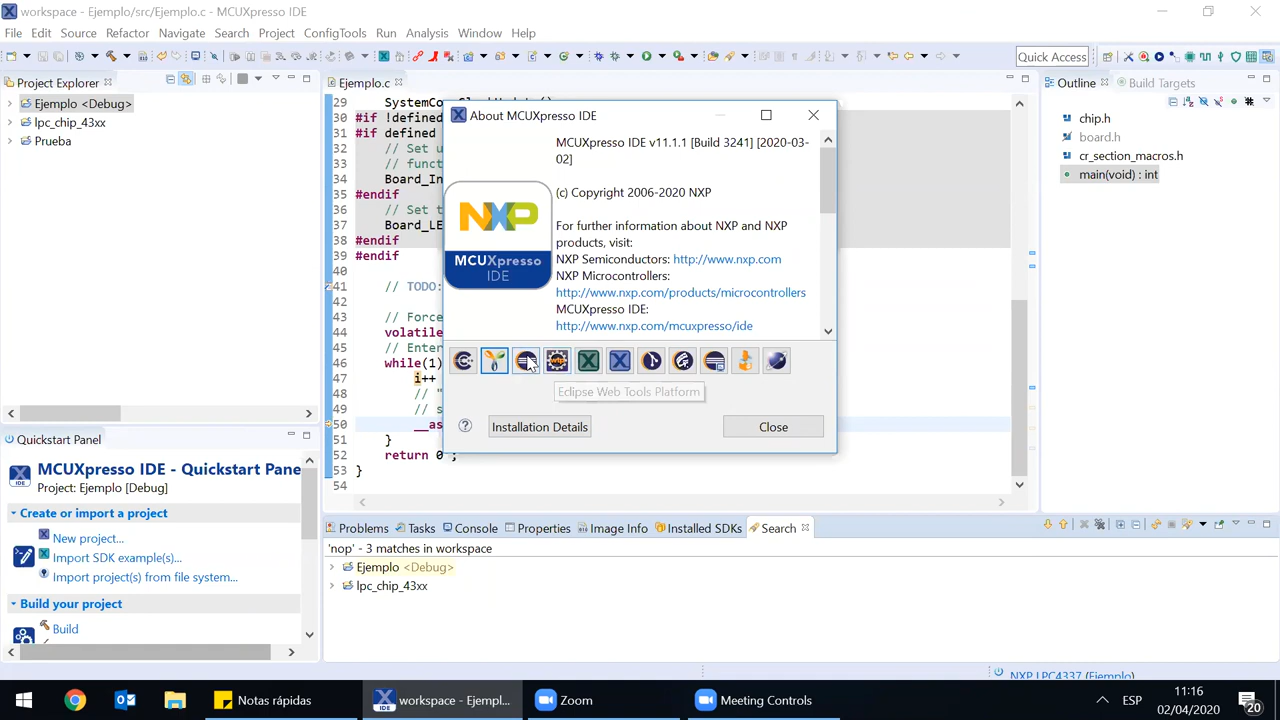 workspace - Ejemplo/src/Ejemplo.c - MCUXpresso IDE
File Edit Source Refactor Navigate Search Project ConfigTools Run Analysis Window Help
Quick Access
Project Explorer
Ejemplo <Debug>
lpc_chip_43xx
Prueba
Ejemplo.c
29
30 #if !defined
31 #if defined
32 // Set u
33 // funct
34 Board_In
35 #endif
36 // Set t
37 Board_LE
38 #endif
39 #endif
40
41 // TODO:
42
43 // Force
44 volatile
45 // Enter
46 while(1)
47 i++
48 // "
49 // s
50 __as
51 }
52 return 0 ;
53 }
54
About MCUXpresso IDE
MCUXpresso IDE v11.1.1 [Build 3241] [2020-03-
02]
(c) Copyright 2006-2020 NXP
For further information about NXP and NXP
products, visit:
NXP Semiconductors: http://www.nxp.com
NXP Microcontrollers:
http://www.nxp.com/products/microcontrollers
MCUXpresso IDE:
http://www.nxp.com/mcuxpresso/ide
NXP
MCUXpresso
IDE
Eclipse Web Tools Platform
Installation Details
Close
Outline
Build Targets
chip.h
board.h
cr_section_macros.h
main(void) : int
Quickstart Panel
MCUXpresso IDE - Quickstart Pane
Project: Ejemplo [Debug]
Create or import a project
New project...
Import SDK example(s)...
Import project(s) from file system...
Build your project
Build
Problems Tasks Console Properties Image Info Installed SDKs Search
'nop' - 3 matches in workspace
Ejemplo <Debug>
lpc_chip_43xx
NXP LPC4337 (Ejemplo)
Notas rápidas
workspace - Ejempl...
Zoom
Meeting Controls
ESP
11:16
02/04/2020
20